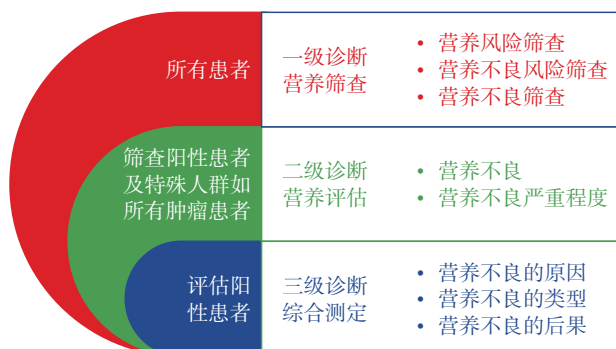 所有患者
一级诊断
营养筛查
• 营养风险筛查
• 营养不良风险筛查
• 营养不良筛查
筛查阳性患者
及特殊人群如
所有肿瘤患者
二级诊断
营养评估
• 营养不良
• 营养不良严重程度
评估阳
性患者
三级诊断
综合测定
• 营养不良的原因
• 营养不良的类型
• 营养不良的后果